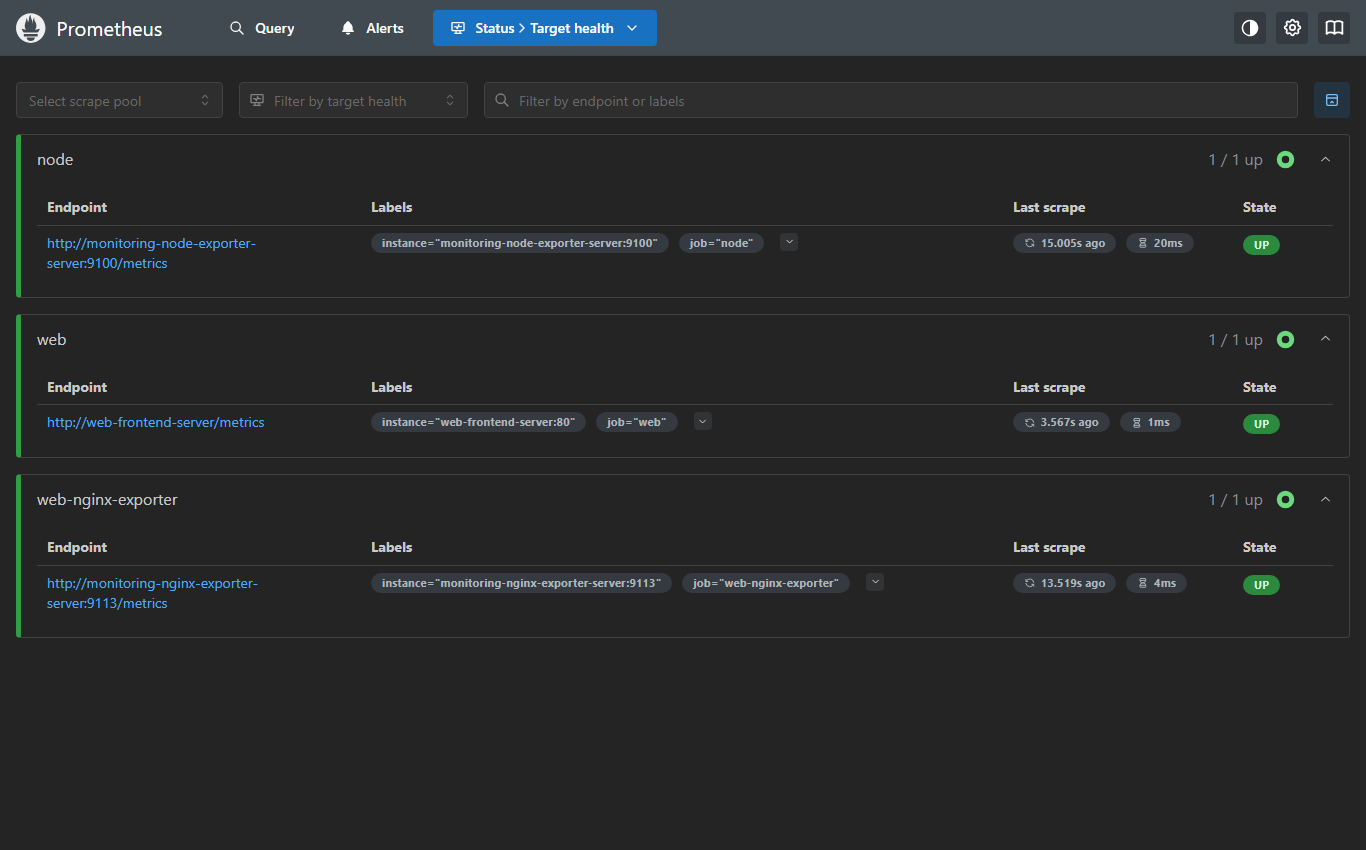 Prometheus Query Alerts Status > Target health
Select scrape pool Filter by target health Filter by endpoint or labels
node 1 / 1 up
Endpoint Labels Last scrape State
http://monitoring-node-exporter- instance="monitoring-node-exporter-server:9100" job="node" 15.005s ago 20ms UP
server:9100/metrics
web 1 / 1 up
Endpoint Labels Last scrape State
http://web-frontend-server/metrics instance="web-frontend-server:80" job="web" 3.567s ago 1ms UP
web-nginx-exporter 1 / 1 up
Endpoint Labels Last scrape State
http://monitoring-nginx-exporter- instance="monitoring-nginx-exporter-server:9113" job="web-nginx-exporter" 13.519s ago 4ms UP
server:9113/metrics